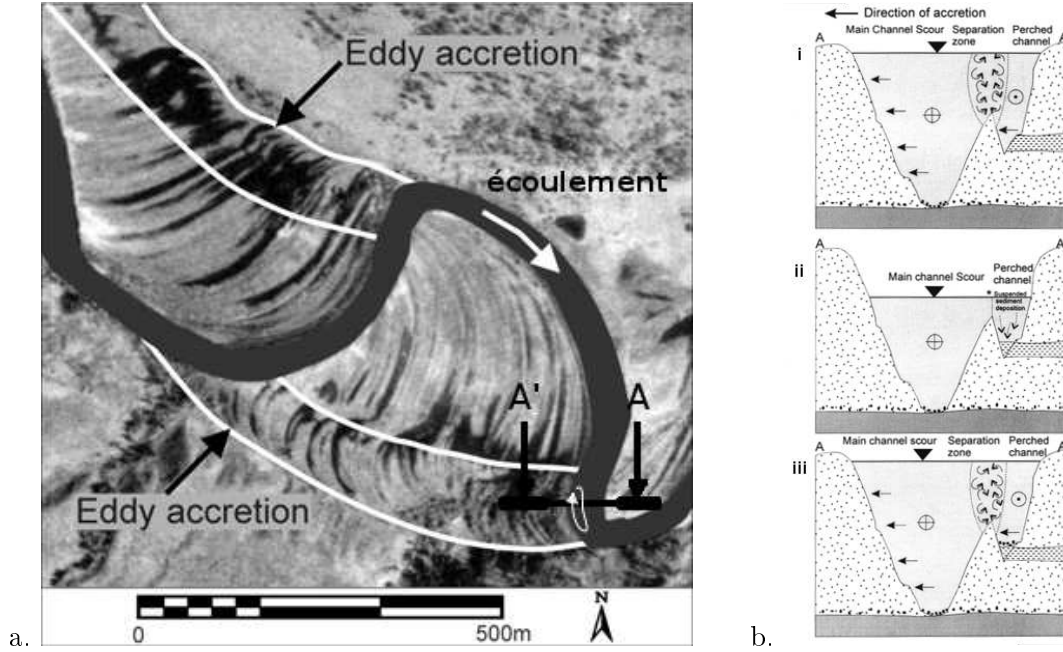 Eddy accretion
écoulement
A' A
Eddy accretion
0 500m
N
a.
Direction of accretion
A Main Channel Scour Separation zone Perched channel A
i
A Main channel Scour Perched channel A
ii
* Suspended sediment deposition
A Main channel scour Separation zone Perched channel A
iii
b.